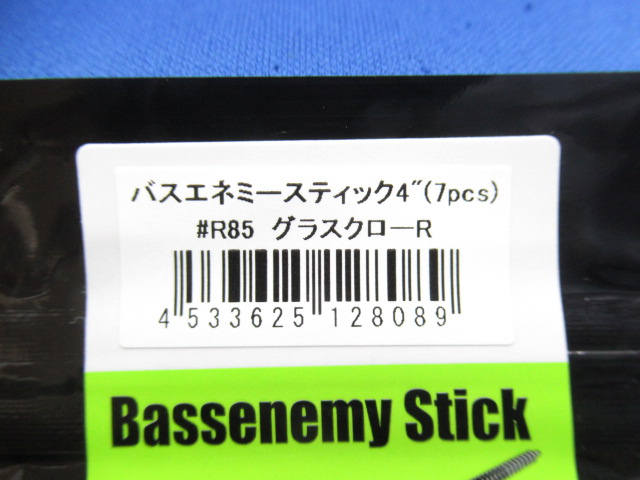 バスエネミースティック4"(7pcs)
#R85 グラスクローR
4 533625 128089
Bassenemy Stick